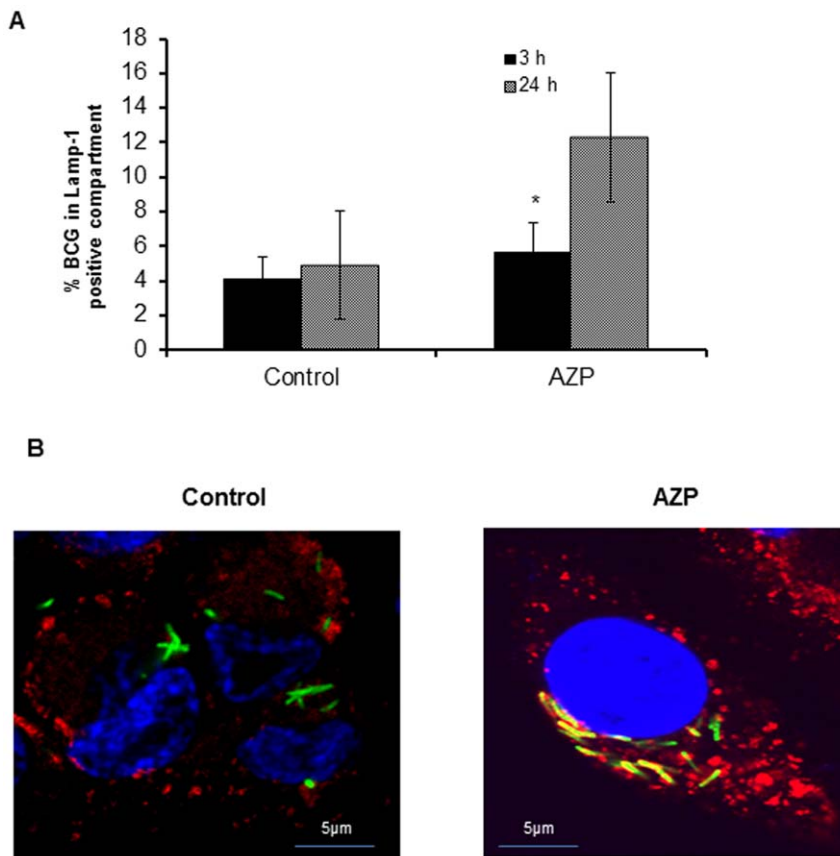 A
% BCG in Lamp-1
positive compartment
18
16
14
12
10
8
6
4
2
0
3 h
24 h
*
Control
AZP
B
Control
AZP
5µm
5µm